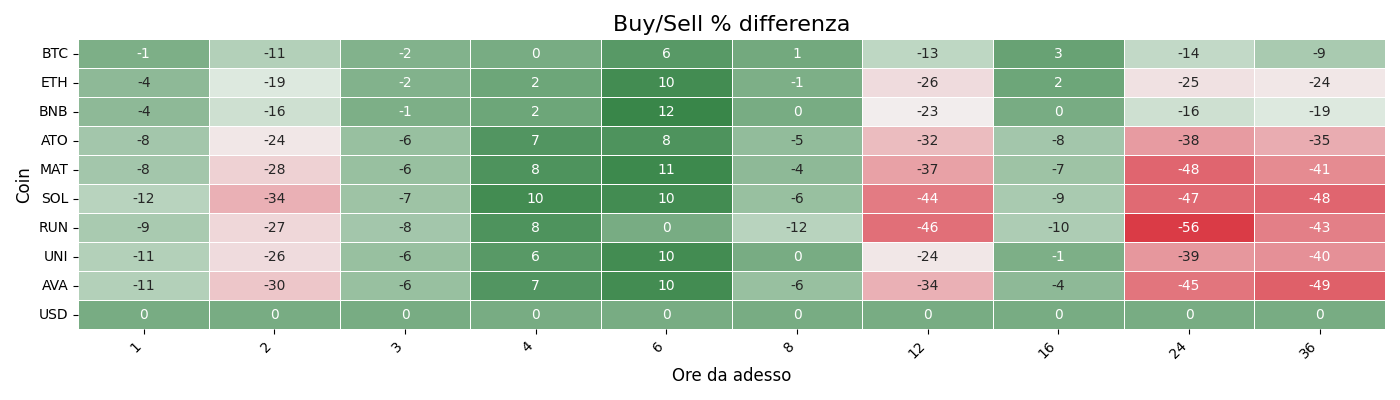 Buy/Sell % differenza
Coin
BTC -1 -11 -2 0 6 1 -13 3 -14 -9
ETH -4 -19 -2 2 10 -1 -26 2 -25 -24
BNB -4 -16 -1 2 12 0 -23 0 -16 -19
ATO -8 -24 -6 7 8 -5 -32 -8 -38 -35
MAT -8 -28 -6 8 11 -4 -37 -7 -48 -41
SOL -12 -34 -7 10 10 -6 -44 -9 -47 -48
RUN -9 -27 -8 8 0 -12 -46 -10 -56 -43
UNI -11 -26 -6 6 10 0 -24 -1 -39 -40
AVA -11 -30 -6 7 10 -6 -34 -4 -45 -49
USD 0 0 0 0 0 0 0 0 0 0
1 2 3 4 6 8 12 16 24 36
Ore da adesso